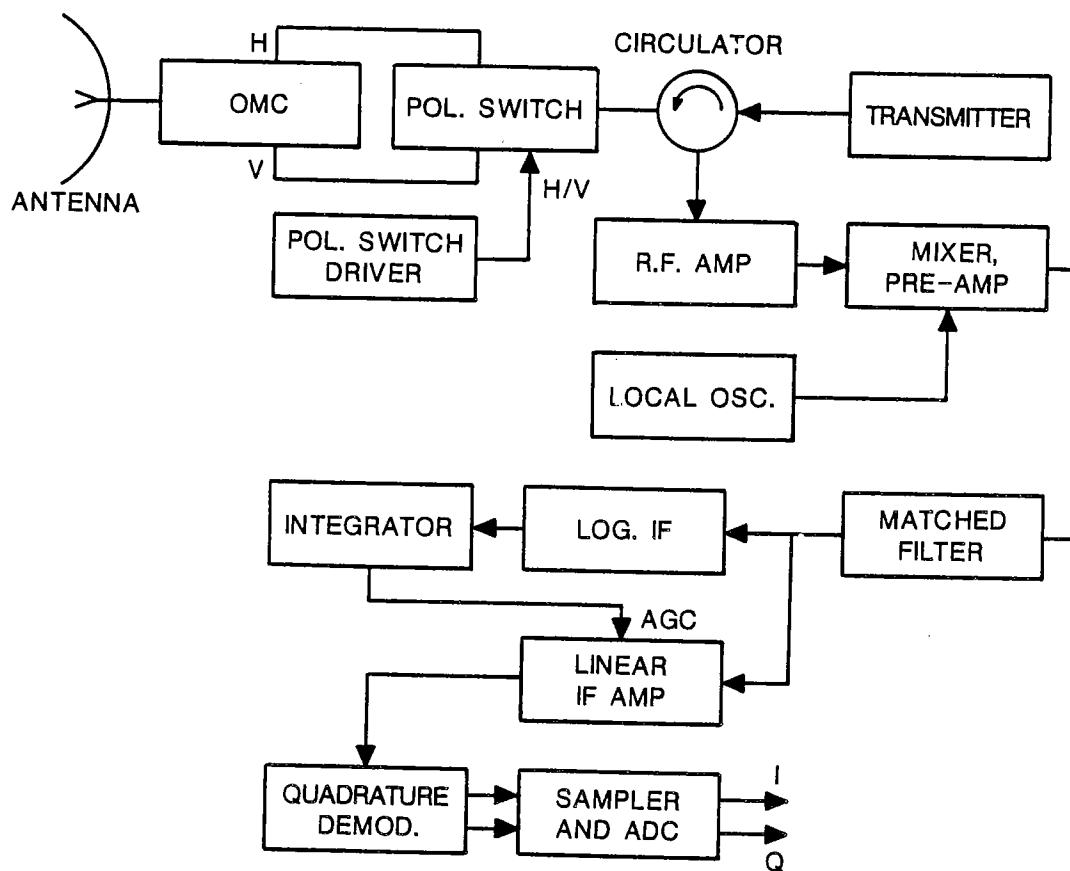 H
CIRCULATOR
OMC
POL. SWITCH
TRANSMITTER
V
H/V
ANTENNA
POL. SWITCH
DRIVER
R.F. AMP
MIXER,
PRE-AMP
LOCAL OSC.
INTEGRATOR
LOG. IF
MATCHED
FILTER
AGC
LINEAR
IF AMP
QUADRATURE
DEMOD.
SAMPLER
AND ADC
I
Q